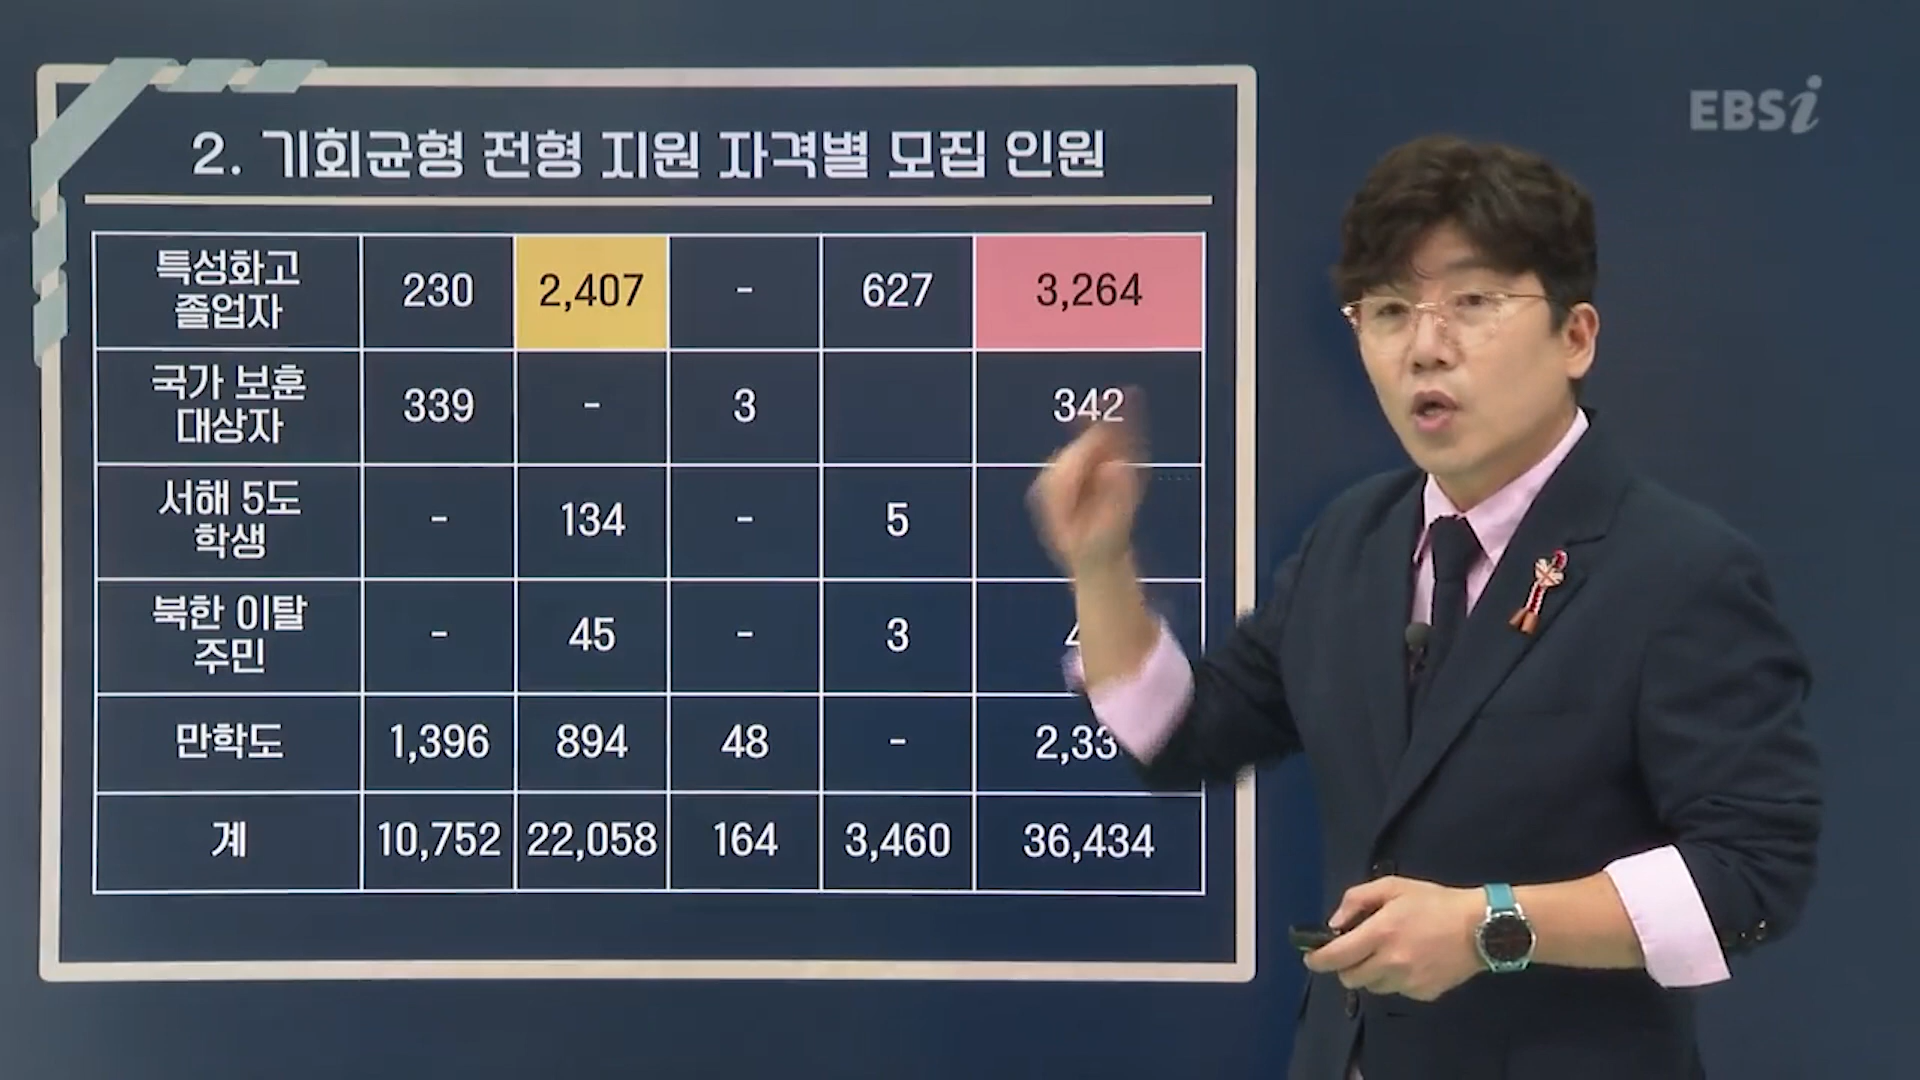 EBSi
2. 기회균형 전형 지원 자격별 모집 인원
특성화고
졸업자 230 2,407 - 627 3,264
국가 보훈
대상자 339 - 3 342
서해 5도
학생 - 134 - 5
북한 이탈
주민 - 45 - 3
만학도 1,396 894 48 -
계 10,752 22,058 164 3,460 36,434